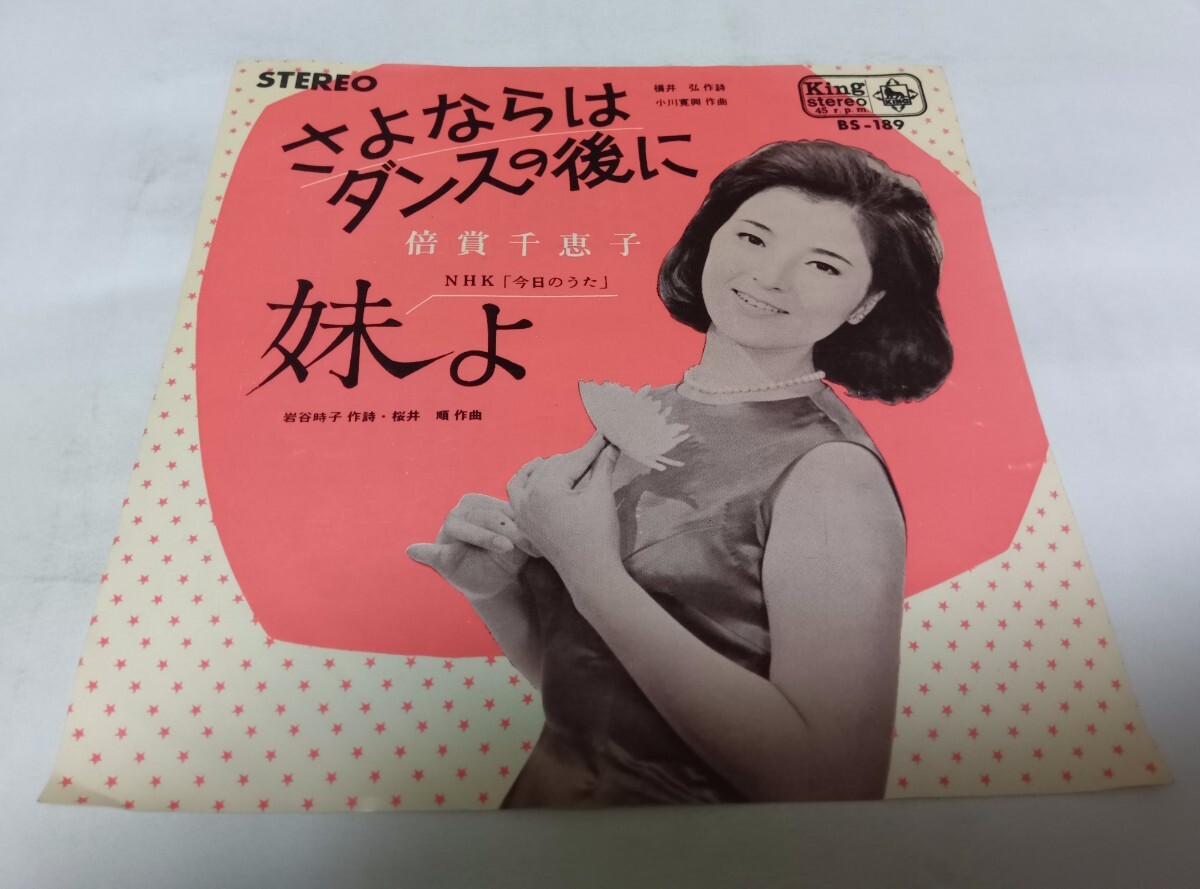 STEREO
さよならは
ダンスの後に
横井　弘 作詩
小川寛興 作曲
King
stereo
45 r.p.m.
KING
BS-189
倍賞千恵子
NHK「今日のうた」
妹よ
岩谷時子 作詩・桜井　順 作曲